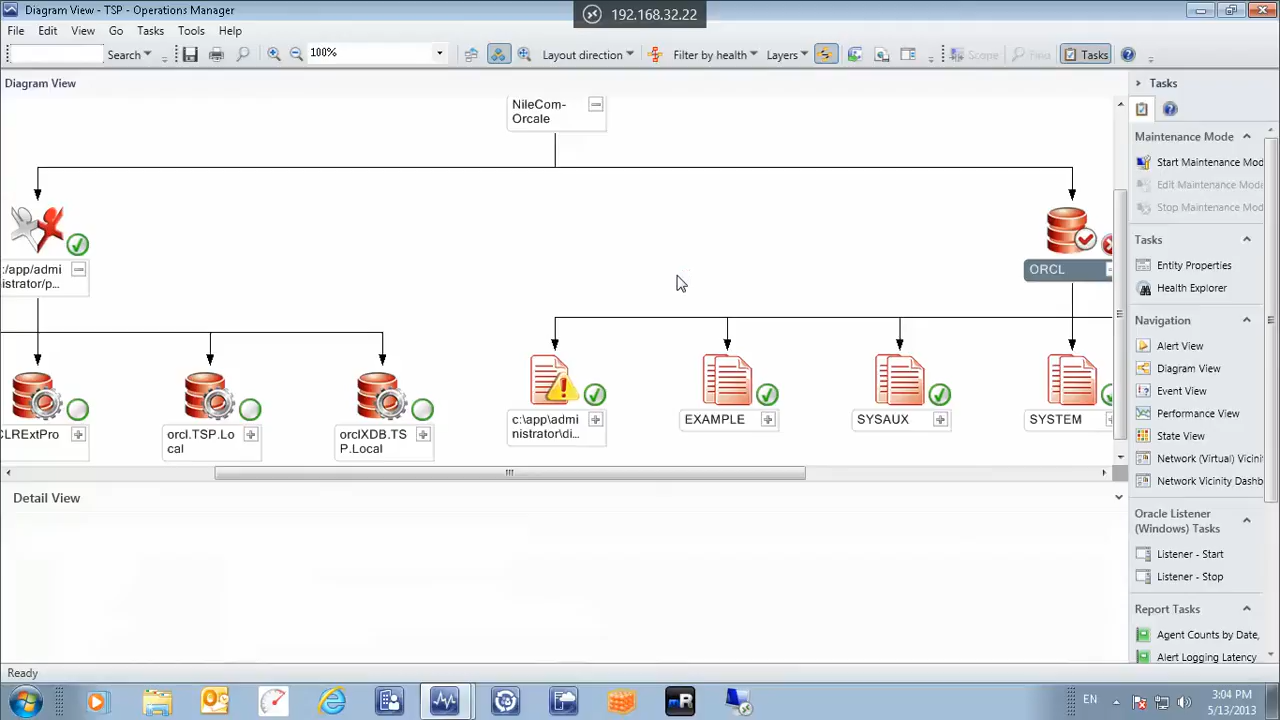 Diagram View - TSP - Operations Manager
192.168.32.22
File Edit View Go Tasks Tools Help
Search 100% Layout direction Filter by health Layers Scope Find Tasks
Diagram View
Tasks
NileCom-
Orcale
Maintenance Mode
Start Maintenance Mod
Edit Maintenance Mode
Stop Maintenance Mod
:/app/admi
nistrator/p...
ORCL
Tasks
Entity Properties
Health Explorer
Navigation
Alert View
Diagram View
Event View
Performance View
State View
Network (Virtual) Vicini
Network Vicinity Dashb
CLRExtPro
orcl.TSP.Lo
cal
orclXDB.TS
P.Local
c:\app\admi
nistrator\di...
EXAMPLE
SYSAUX
SYSTEM
Detail View
Oracle Listener
(Windows) Tasks
Listener - Start
Listener - Stop
Report Tasks
Agent Counts by Date,
Alert Logging Latency
Ready
EN
3:04 PM
5/13/2013